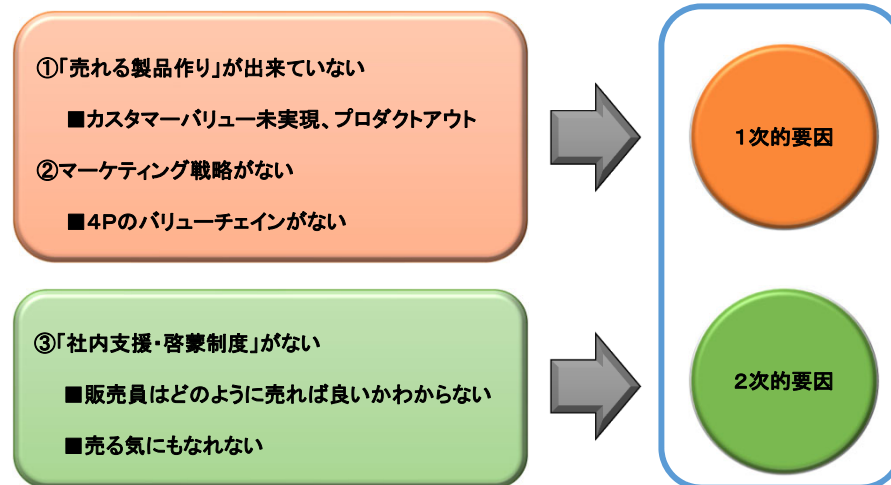 ①「売れる製品作り」が出来ていない
■カスタマーバリュー未実現、プロダクトアウト
②マーケティング戦略がない
■4Pのバリューチェインがない
1次的要因
③「社内支援・啓蒙制度」がない
■販売員はどのように売れば良いかわからない
■売る気にもなれない
2次的要因